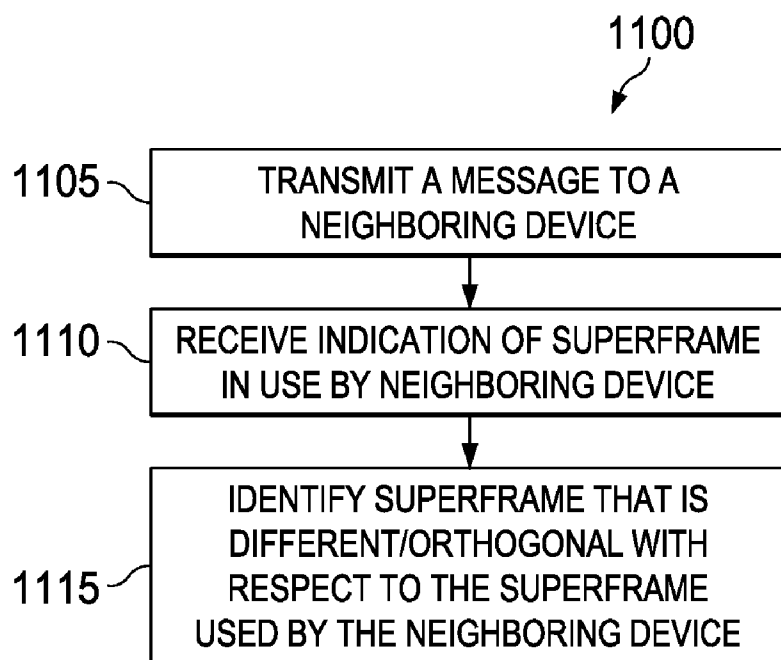 1100
1105
TRANSMIT A MESSAGE TO A
NEIGHBORING DEVICE
1110
RECEIVE INDICATION OF SUPERFRAME
IN USE BY NEIGHBORING DEVICE
1115
IDENTIFY SUPERFRAME THAT IS
DIFFERENT/ORTHOGONAL WITH
RESPECT TO THE SUPERFRAME
USED BY THE NEIGHBORING DEVICE